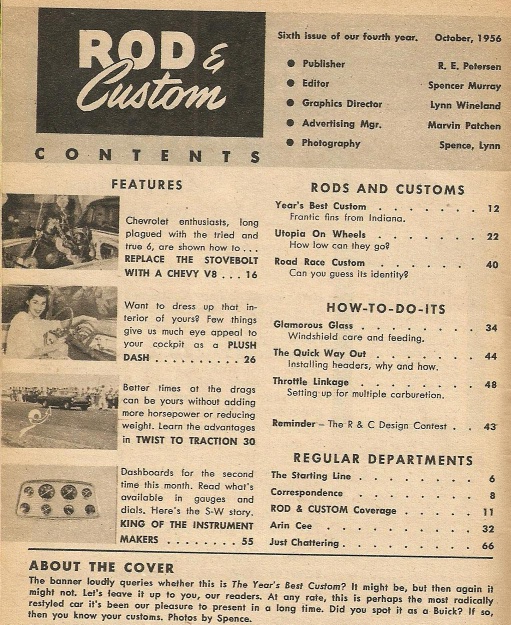 ROD &
Custom
CONTENTS
Sixth issue of our fourth year. October, 1956
● Publisher R. E. Petersen
● Editor Spencer Murray
● Graphics Director Lynn Wineland
● Advertising Mgr. Marvin Patchen
● Photography Spence, Lynn
FEATURES
Chevrolet enthusiasts, long
plagued with the tried and
true 6, are shown how to ...
REPLACE THE STOVEBOLT
WITH A CHEVY V8 . . . 16
Want to dress up that in-
terior of yours? Few things
give us much eye appeal to
your cockpit as a PLUSH
DASH . . . . . . . . . 26
Better times at the drags
can be yours without adding
more horsepower or reducing
weight. Learn the advantages
in TWIST TO TRACTION 30
Dashboards for the second
time this month. Read what's
available in gauges and
dials. Here's the S-W story.
KING OF THE INSTRUMENT
MAKERS . . . . . . . . 55
RODS AND CUSTOMS
Year's Best Custom . . . . . . . 12
Frantic fins from Indiana.
Utopia On Wheels . . . . . . . 22
How low can they go?
Road Race Custom . . . . . . . 40
Can you guess its identity?
HOW-TO-DO-ITS
Glamorous Glass . . . . . . . 34
Windshield care and feeding.
The Quick Way Out . . . . . . . 44
Installing headers, why and how.
Throttle Linkage . . . . . . . 48
Setting up for multiple carburetion.
Reminder – The R & C Design Contest . . 43
REGULAR DEPARTMENTS
The Starting Line . . . . . . . 6
Correspondence . . . . . . . 8
ROD & CUSTOM Coverage . . . . . 11
Arin Cee . . . . . . . 32
Just Chattering . . . . . . . 66
ABOUT THE COVER
The banner loudly queries whether this is The Year's Best Custom? It might be, but then again it
might not. Let's leave it up to you, our readers. At any rate, this is perhaps the most radically
restyled car it's been our pleasure to present in a long time. Did you spot it as a Buick? If so,
then you know your customs. Photos by Spence.